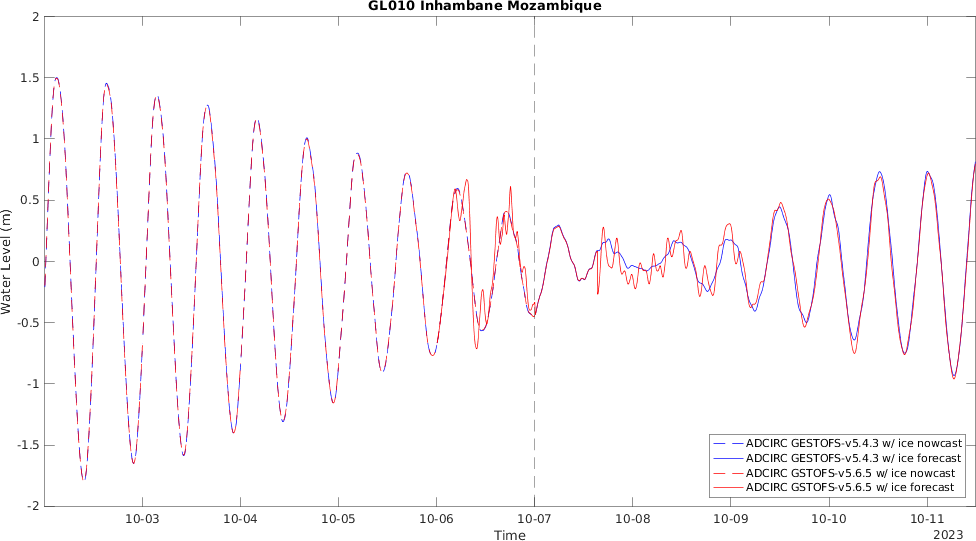 GL010 Inhambane Mozambique
2
1.5
1
0.5
0
-0.5
-1
-1.5
-2
Water Level (m)
ADCIRC GESTOFS-v5.4.3 w/ ice nowcast
ADCIRC GESTOFS-v5.4.3 w/ ice forecast
ADCIRC GSTOFS-v5.6.5 w/ ice nowcast
ADCIRC GSTOFS-v5.6.5 w/ ice forecast
10-03 10-04 10-05 10-06 10-07 10-08 10-09 10-10 10-11
Time
2023